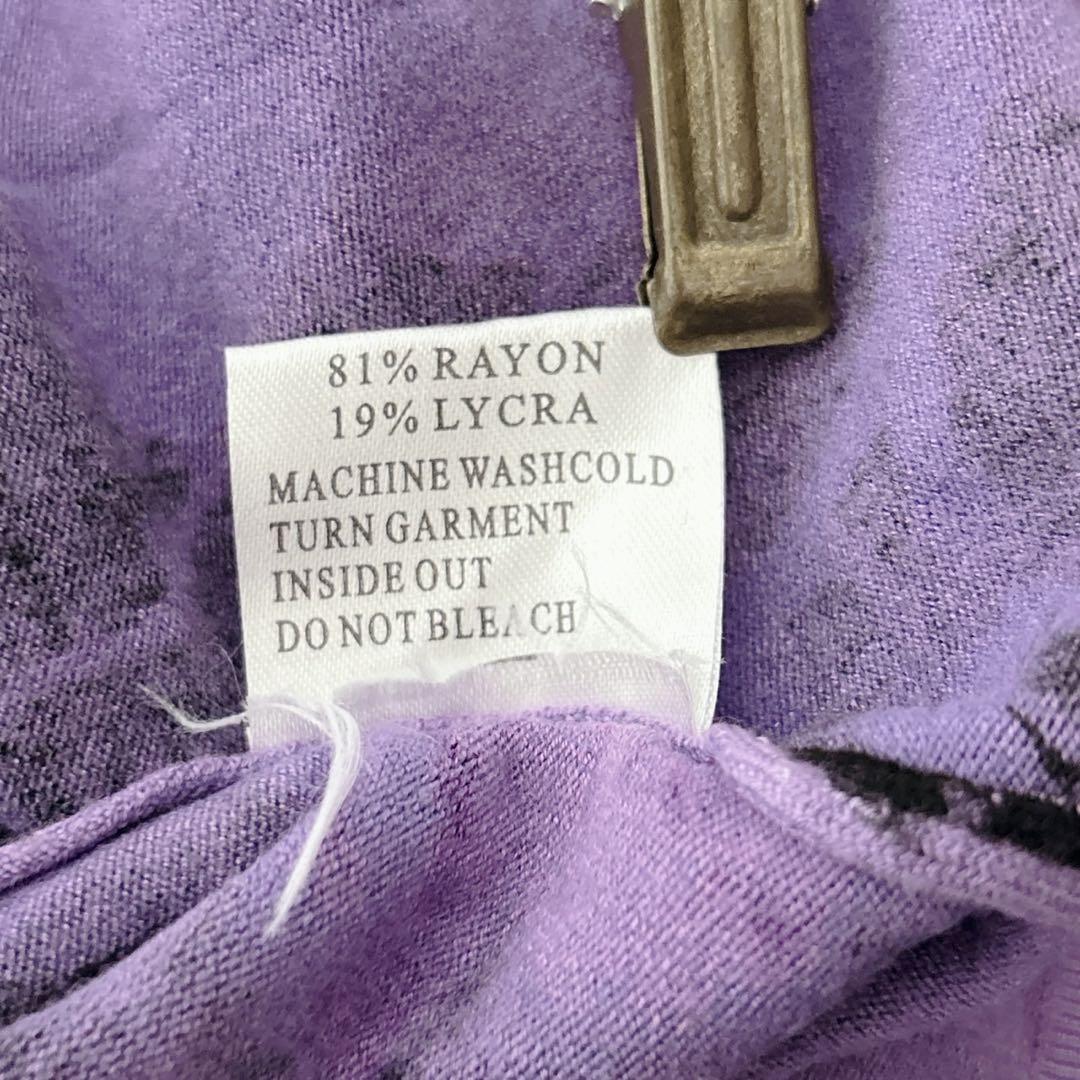 81% RAYON
19% LYCRA
MACHINE WASHCOLD
TURN GARMENT
INSIDE OUT
DO NOT BLEACH